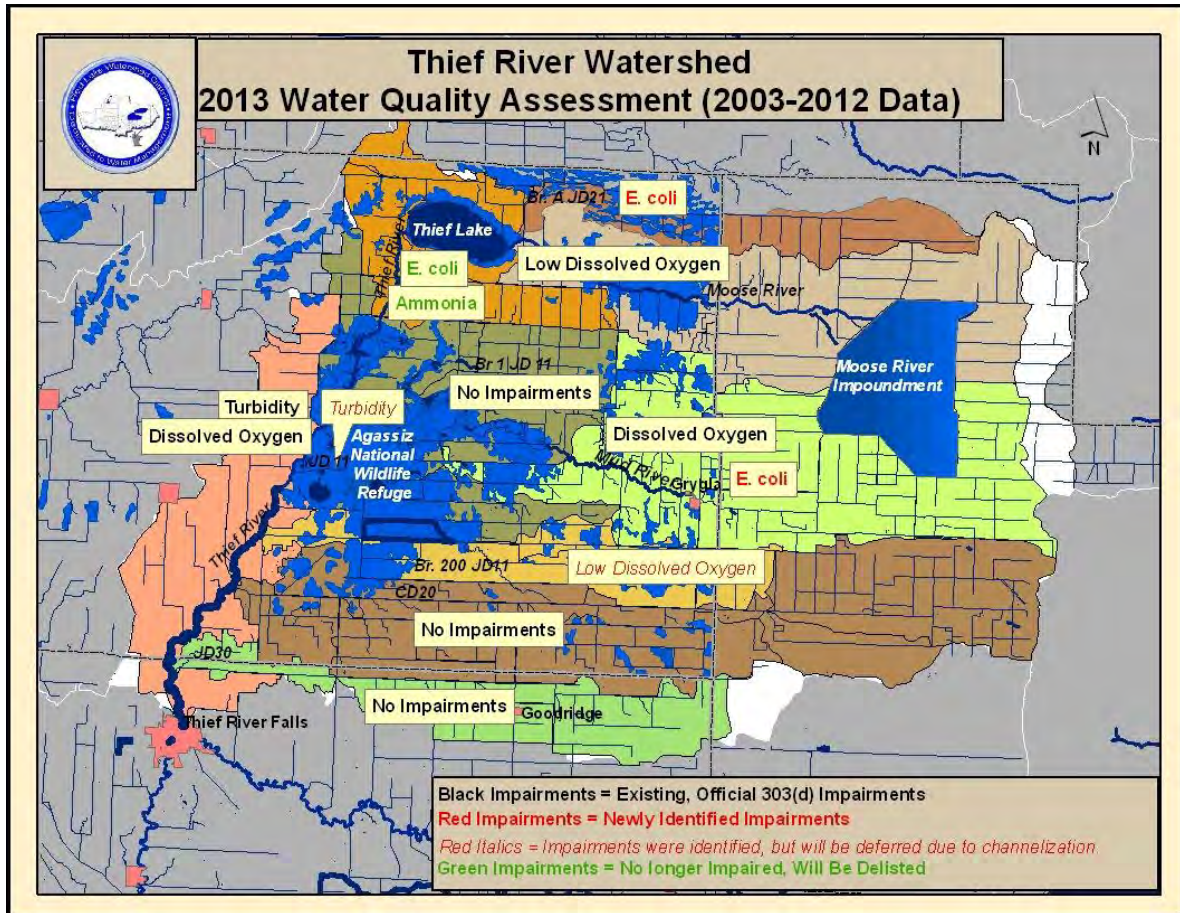 Thief River Watershed
2013 Water Quality Assessment (2003-2012 Data)
N
Br. A JD21
E. coli
Thief Lake
Thief River
Low Dissolved Oxygen
E. coli
Moose River
Ammonia
Br 1 JD 11
Moose River
Impoundment
No Impairments
Turbidity
Turbidity
Dissolved Oxygen
Dissolved Oxygen
Agassiz
National
Wildlife
Refuge
JD 11
Mud River
Grygla
E. coli
Thief River
Br. 200 JD11
Low Dissolved Oxygen
CD20
No Impairments
JD30
No Impairments
Goodridge
Thief River Falls
Black Impairments = Existing, Official 303(d) Impairments
Red Impairments = Newly Identified Impairments
Red Italics = Impairments were identified, but will be deferred due to channelization
Green Impairments = No longer Impaired, Will Be Delisted